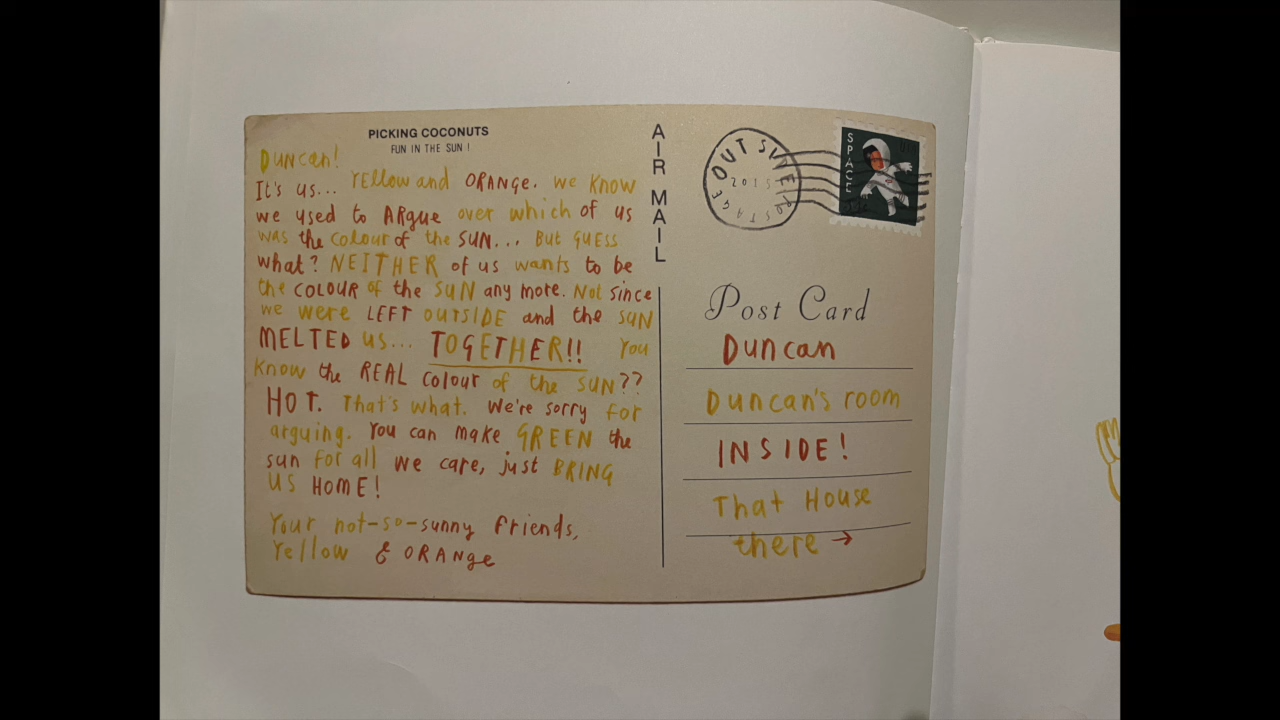 PICKING COCONUTS
FUN IN THE SUN !
Duncan!
It's us... Yellow and ORANGE. we know
we used to ARgue over which of us
was the colour of the SUN... But GUESS
what? NEITHER of us wants to be
the COLOUR of the SUN any more. Not since
we were LEFT OUTSIDE and the SUN
MELTED us... TOGETHER!! You
know the REAL colour of the SUN??
HOT. That's what. We're sorry for
arguing. You can make GREEN the
sun for all we care, just BRING
US HOME!
Your not-so-sunny friends,
Yellow & ORANge
AIR MAIL
OUT SIDE
POSTAGE
2015
SPACE
Post Card
Duncan
Duncan's room
INSIDE!
That House
there →